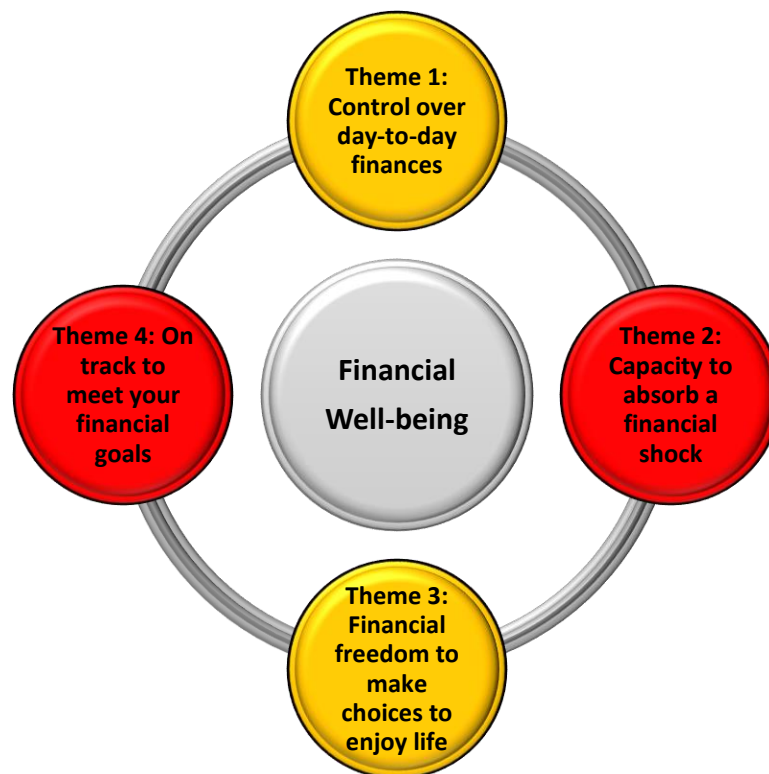 Theme 1:
Control over
day-to-day
finances
Theme 4: On
track to
meet your
financial
goals
Financial
Well-being
Theme 2:
Capacity to
absorb a
financial
shock
Theme 3:
Financial
freedom to
make
choices to
enjoy life